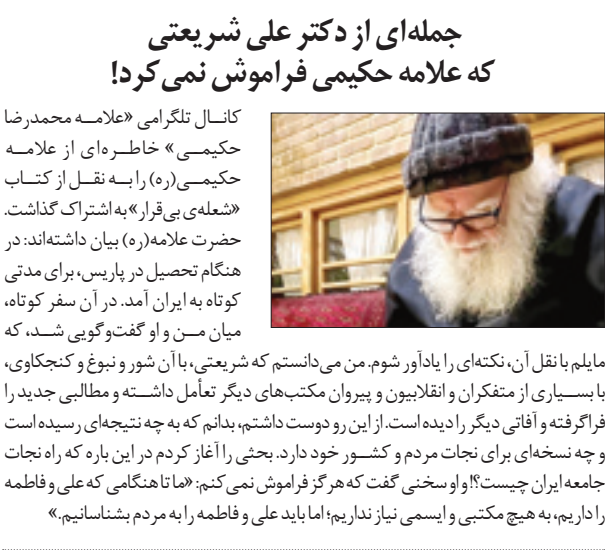 جمله‌ای از دکتر علی شریعتی
که علامه حکیمی فراموش نمی‌کرد!
کانال تلگرامی «علامه محمدرضا
حکیمی» خاطره‌ای از علامه
حکیمی(ره) را به نقل از کتاب
«شعله‌ی بی‌قرار» به اشتراک گذاشت.
حضرت علامه(ره) بیان داشته‌اند: در
هنگام تحصیل در پاریس، برای مدتی
کوتاه به ایران آمد. در آن سفر کوتاه،
میان من و او گفت‌وگویی شد، که
مایلم با نقل آن، نکته‌ای را یادآور شوم. من می‌دانستم که شریعتی، با آن شور و نبوغ و کنجکاوی،
با بسیاری از متفکران و انقلابیون و پیروان مکتب‌های دیگر تأمل داشته و مطالبی جدید را
فراگرفته و آفاتی دیگر را دیده است. از این رو دوست داشتم، بدانم که به چه نتیجه‌ای رسیده است
و چه نسخه‌ای برای نجات مردم و کشور خود دارد. بحثی را آغاز کردم در این باره که راه نجات
جامعه ایران چیست؟! و او سخنی گفت که هرگز فراموش نمی‌کنم: «ما تا هنگامی که علی و فاطمه
را داریم، به هیچ مکتبی و ایسمی نیاز نداریم؛ اما باید علی و فاطمه را به مردم بشناسانیم.»